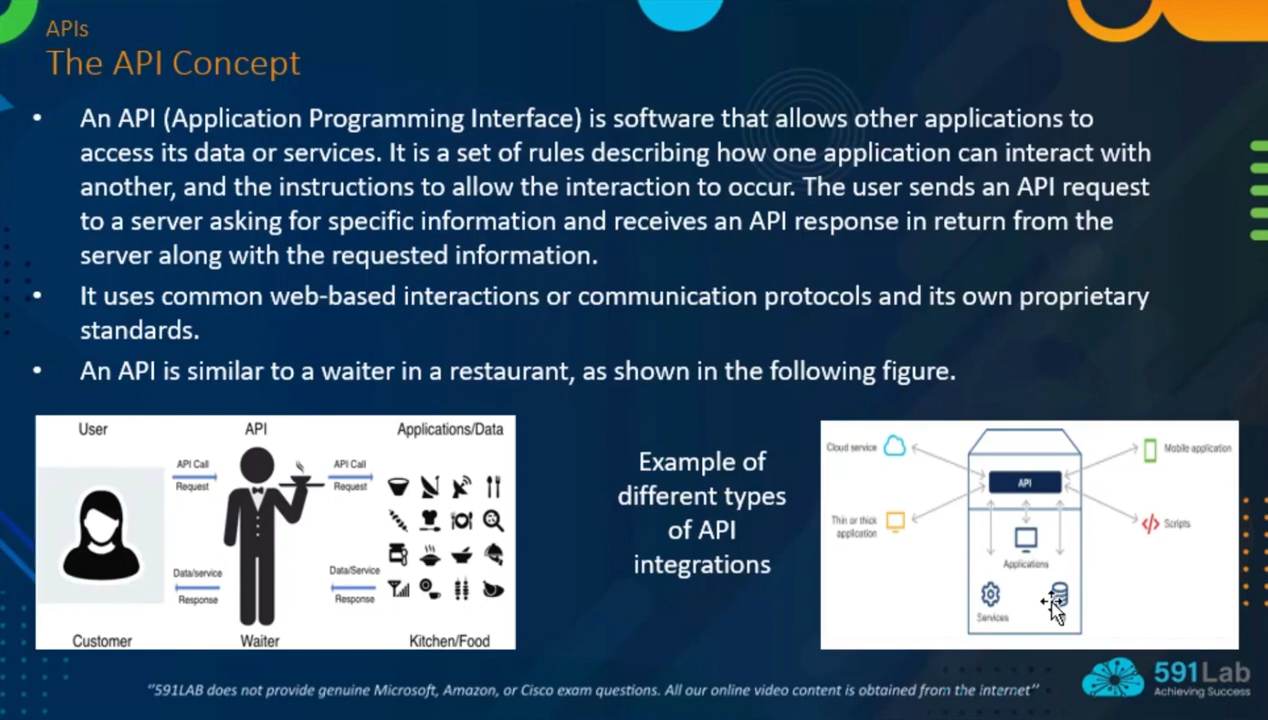 APIs
The API Concept
• An API (Application Programming Interface) is software that allows other applications to
access its data or services. It is a set of rules describing how one application can interact with
another, and the instructions to allow the interaction to occur. The user sends an API request
to a server asking for specific information and receives an API response in return from the
server along with the requested information.
• It uses common web-based interactions or communication protocols and its own proprietary
standards.
• An API is similar to a waiter in a restaurant, as shown in the following figure.
User
API
Applications/Data
API Call
Request
API Call
Request
Data/service
Response
Data/Service
Response
Customer
Waiter
Kitchen/Food
Example of
different types
of API
integrations
Cloud service
Mobile application
API
Thin or thick
application
Scripts
Applications
Services
"591LAB does not provide genuine Microsoft, Amazon, or Cisco exam questions. All our online video content is obtained from the internet"
591Lab
Achieving Success